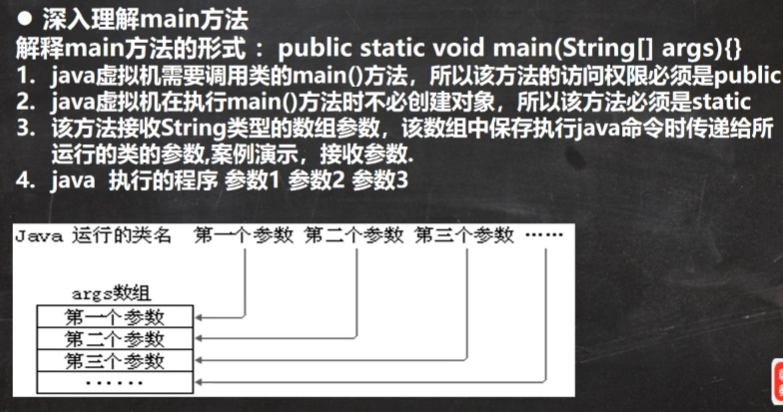 ● 深入理解main方法
解释main方法的形式： public static void main(String[] args){}
1. java虚拟机需要调用类的main()方法，所以该方法的访问权限必须是public
2. java虚拟机在执行main()方法时不必创建对象，所以该方法必须是static
3. 该方法接收String类型的数组参数，该数组中保存执行java命令时传递给所
运行的类的参数,案例演示，接收参数.
4. java 执行的程序 参数1 参数2 参数3
Java 运行的类名 第一个参数 第二个参数 第三个参数 ……
args数组
第一个参数
第二个参数
第三个参数
……